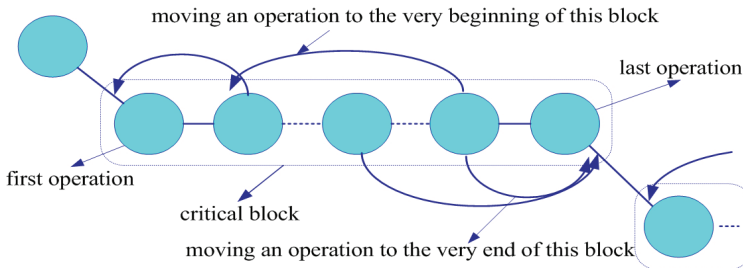 moving an operation to the very beginning of this block
last operation
first operation
critical block
moving an operation to the very end of this block